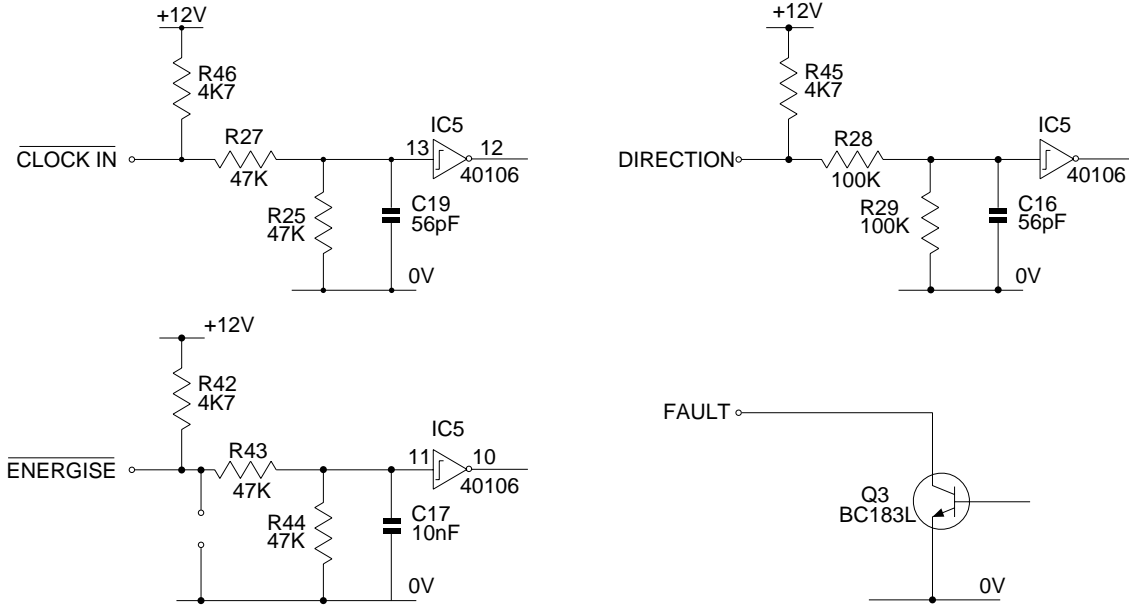 +12V
R46
4K7
CLOCK IN
R27
47K
R25
47K
C19
56pF
13
IC5
12
40106
0V
+12V
R45
4K7
DIRECTION
R28
100K
R29
100K
C16
56pF
IC5
40106
0V
+12V
R42
4K7
ENERGISE
R43
47K
R44
47K
C17
10nF
11
IC5
10
40106
0V
FAULT
Q3
BC183L
0V